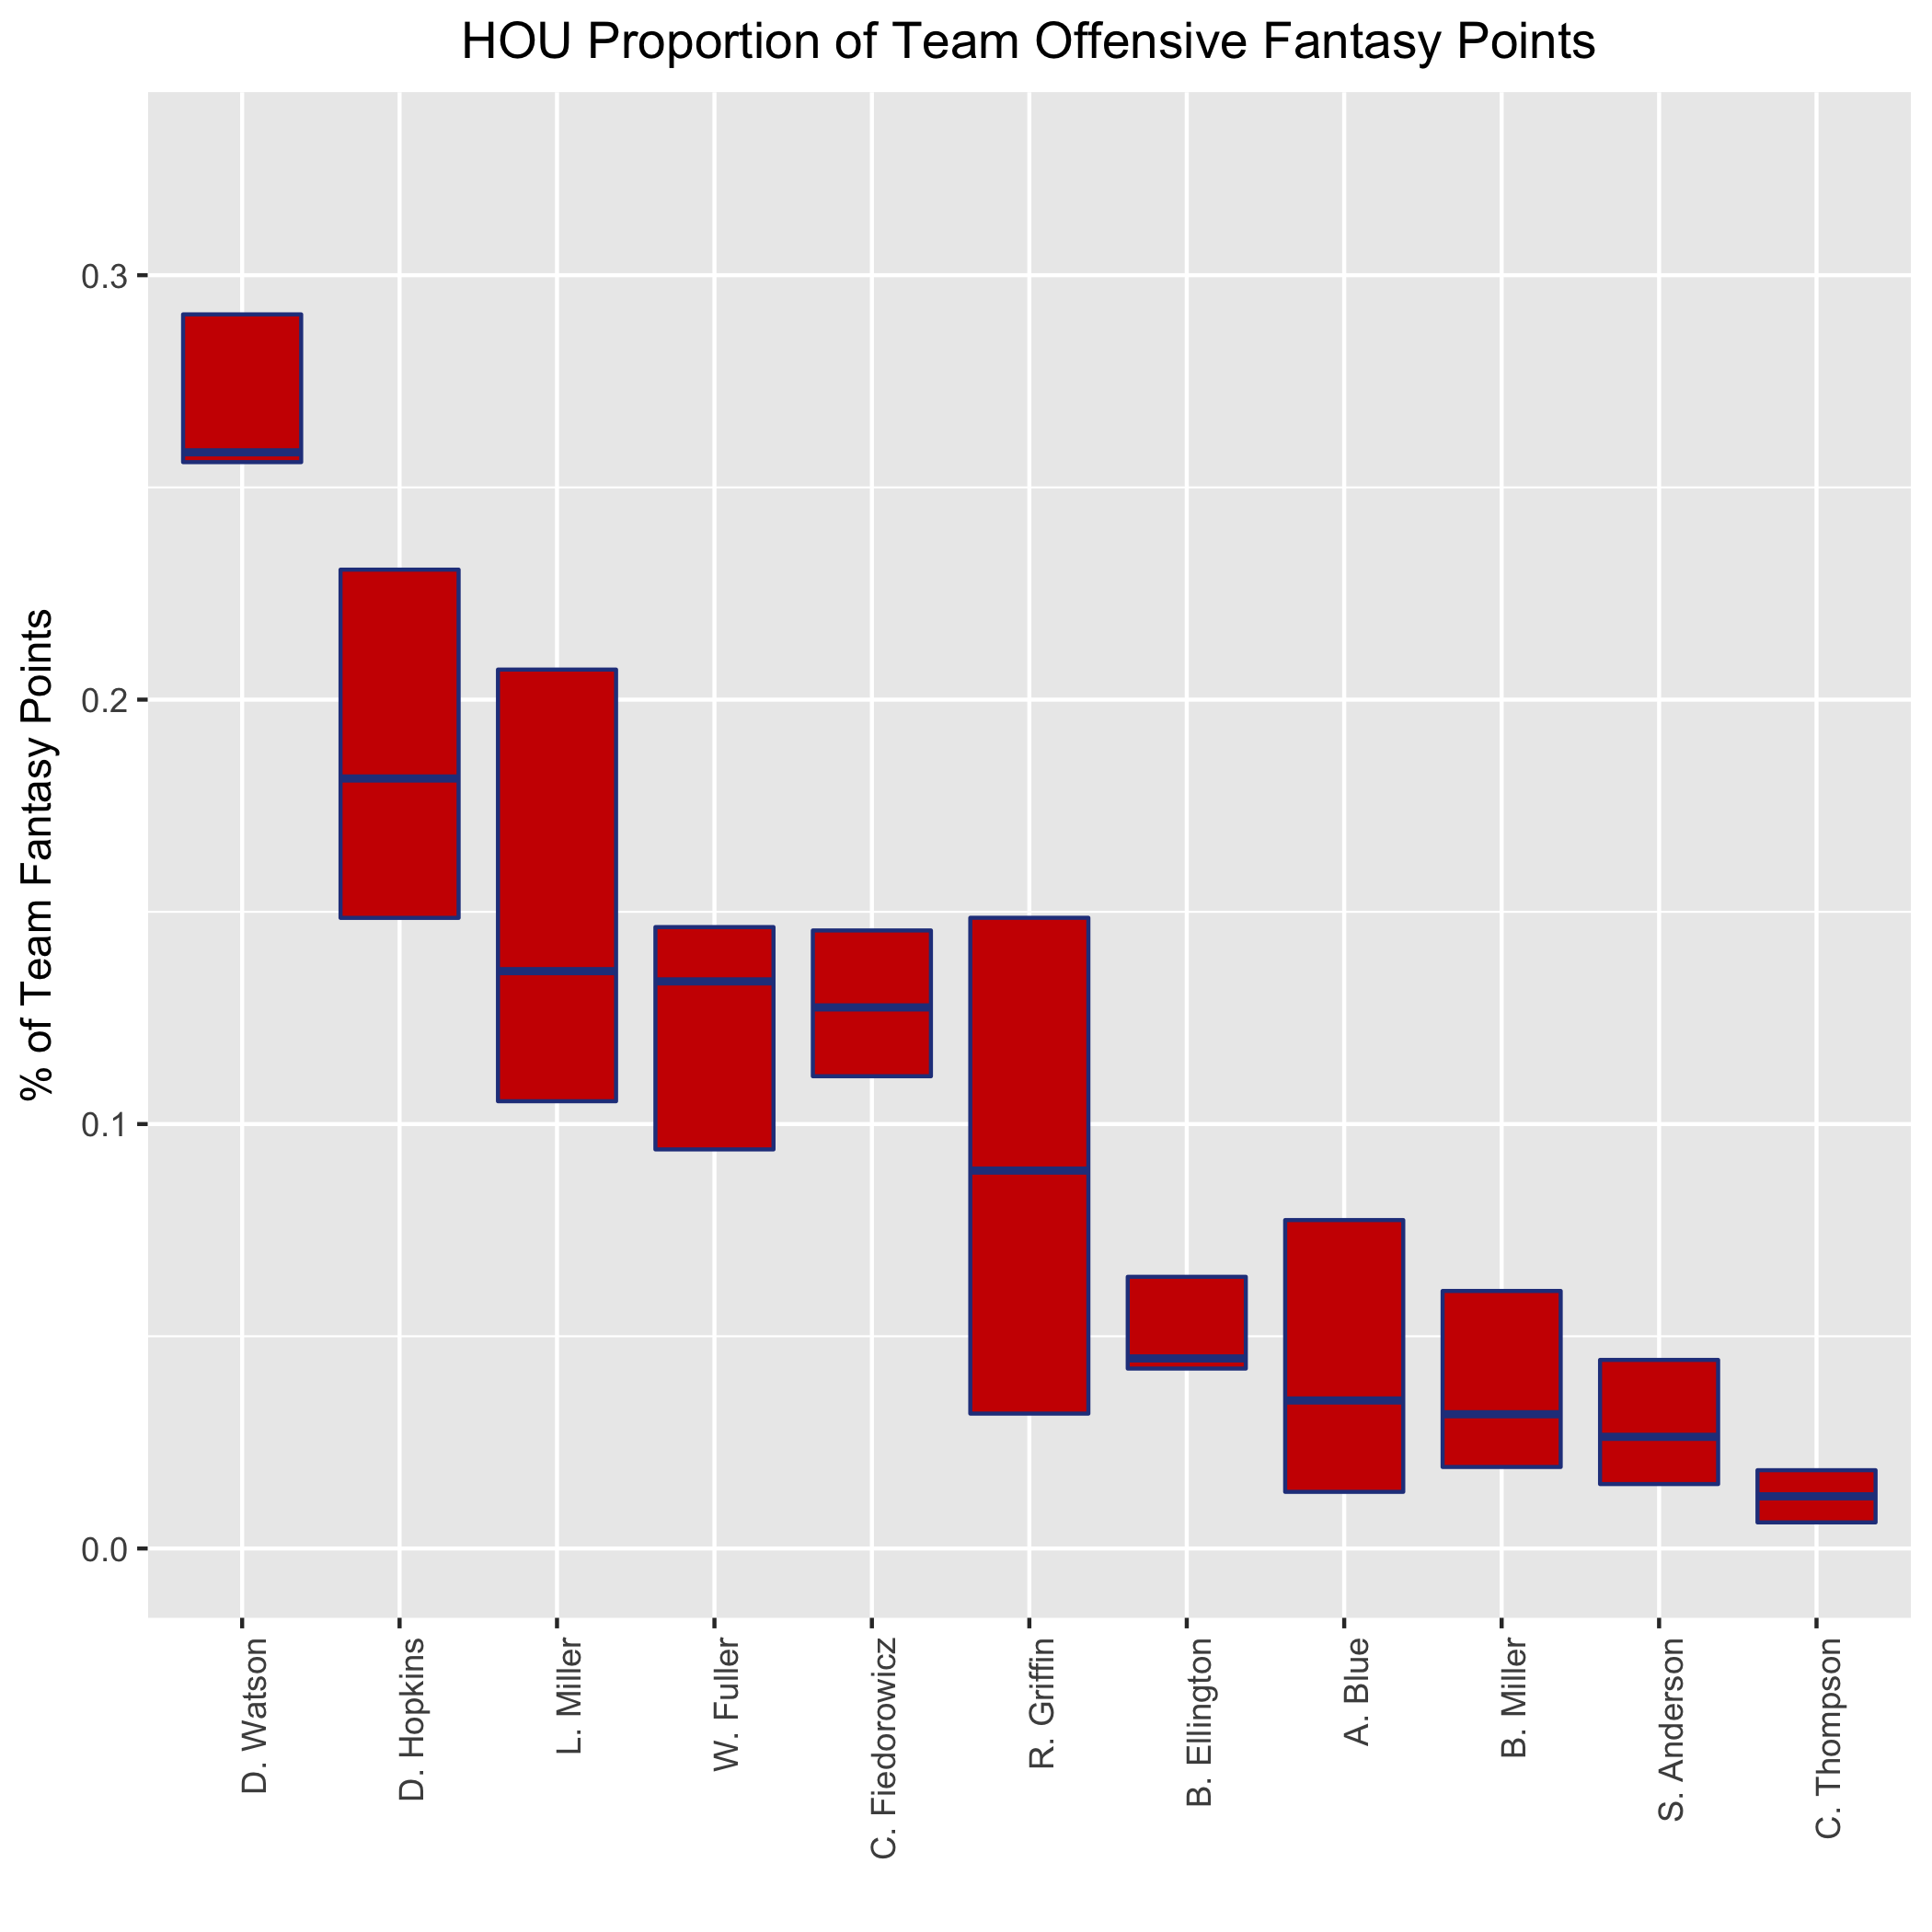 HOU Proportion of Team Offensive Fantasy Points
% of Team Fantasy Points
0.3
0.2
0.1
0.0
D. Watson
D. Hopkins
L. Miller
W. Fuller
C. Fiedorowicz
R. Griffin
B. Ellington
A. Blue
B. Miller
S. Anderson
C. Thompson